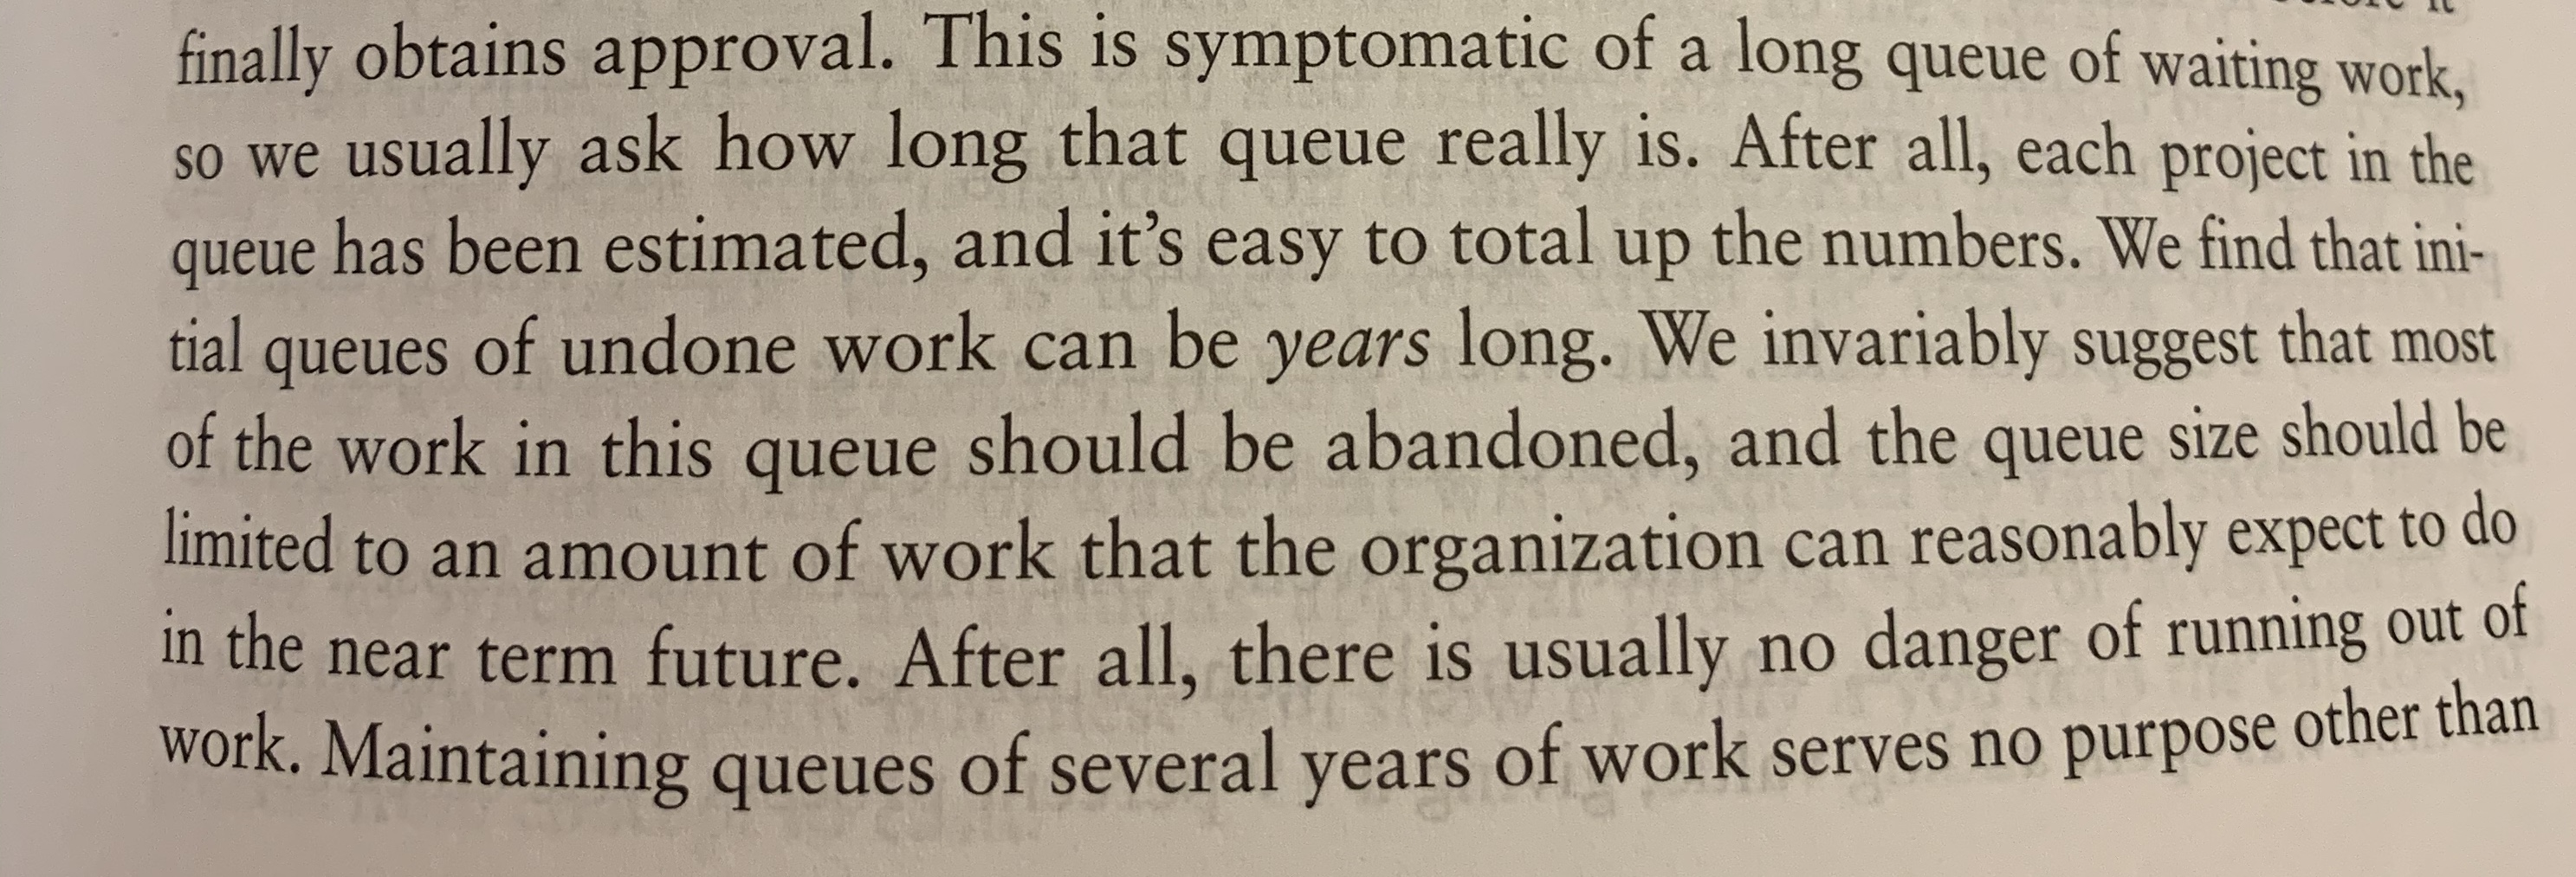 finally obtains approval. This is symptomatic of a long queue of waiting work,
so we usually ask how long that queue really is. After all, each project in the
queue has been estimated, and it’s easy to total up the numbers. We find that ini-
tial queues of undone work can be years long. We invariably suggest that most
of the work in this queue should be abandoned, and the queue size should be
limited to an amount of work that the organization can reasonably expect to do
in the near term future. After all, there is usually no danger of running out of
work. Maintaining queues of several years of work serves no purpose other than